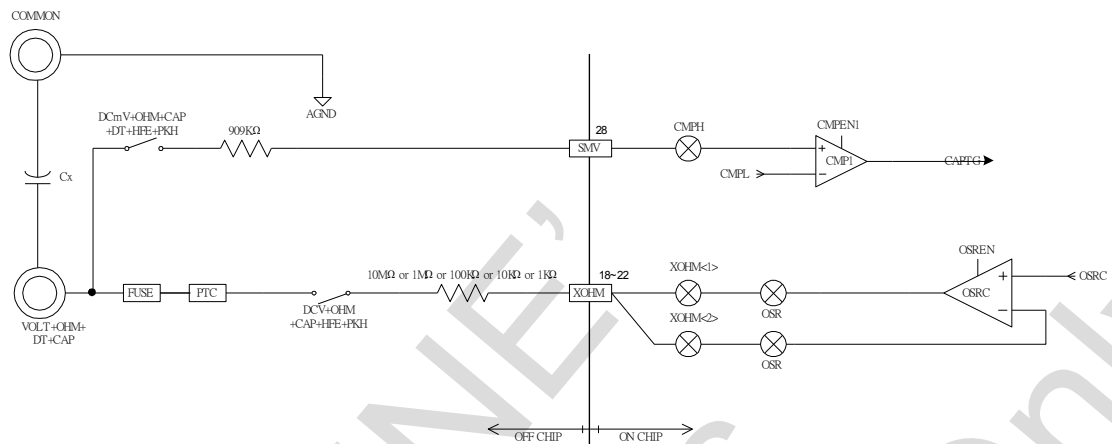 COMMON
AGND
DCmV+OHM+CAP
+DT+HFE+PKH
909KΩ
28
SMV
CMPH
CMPEN1
+
CMP1
−
CMPL
CAPTG
Cx
10MΩ or 1MΩ or 100KΩ or 10KΩ or 1KΩ
18~22
XOHM<1>
OSREN
FUSE
PTC
XOHM
OSR
+
OSRC
−
OSRC
DCV+OHM
+CAP+HFE+PKH
VOLT+OHM+
DT+CAP
XOHM<2>
OSR
OFF CHIP
ON CHIP